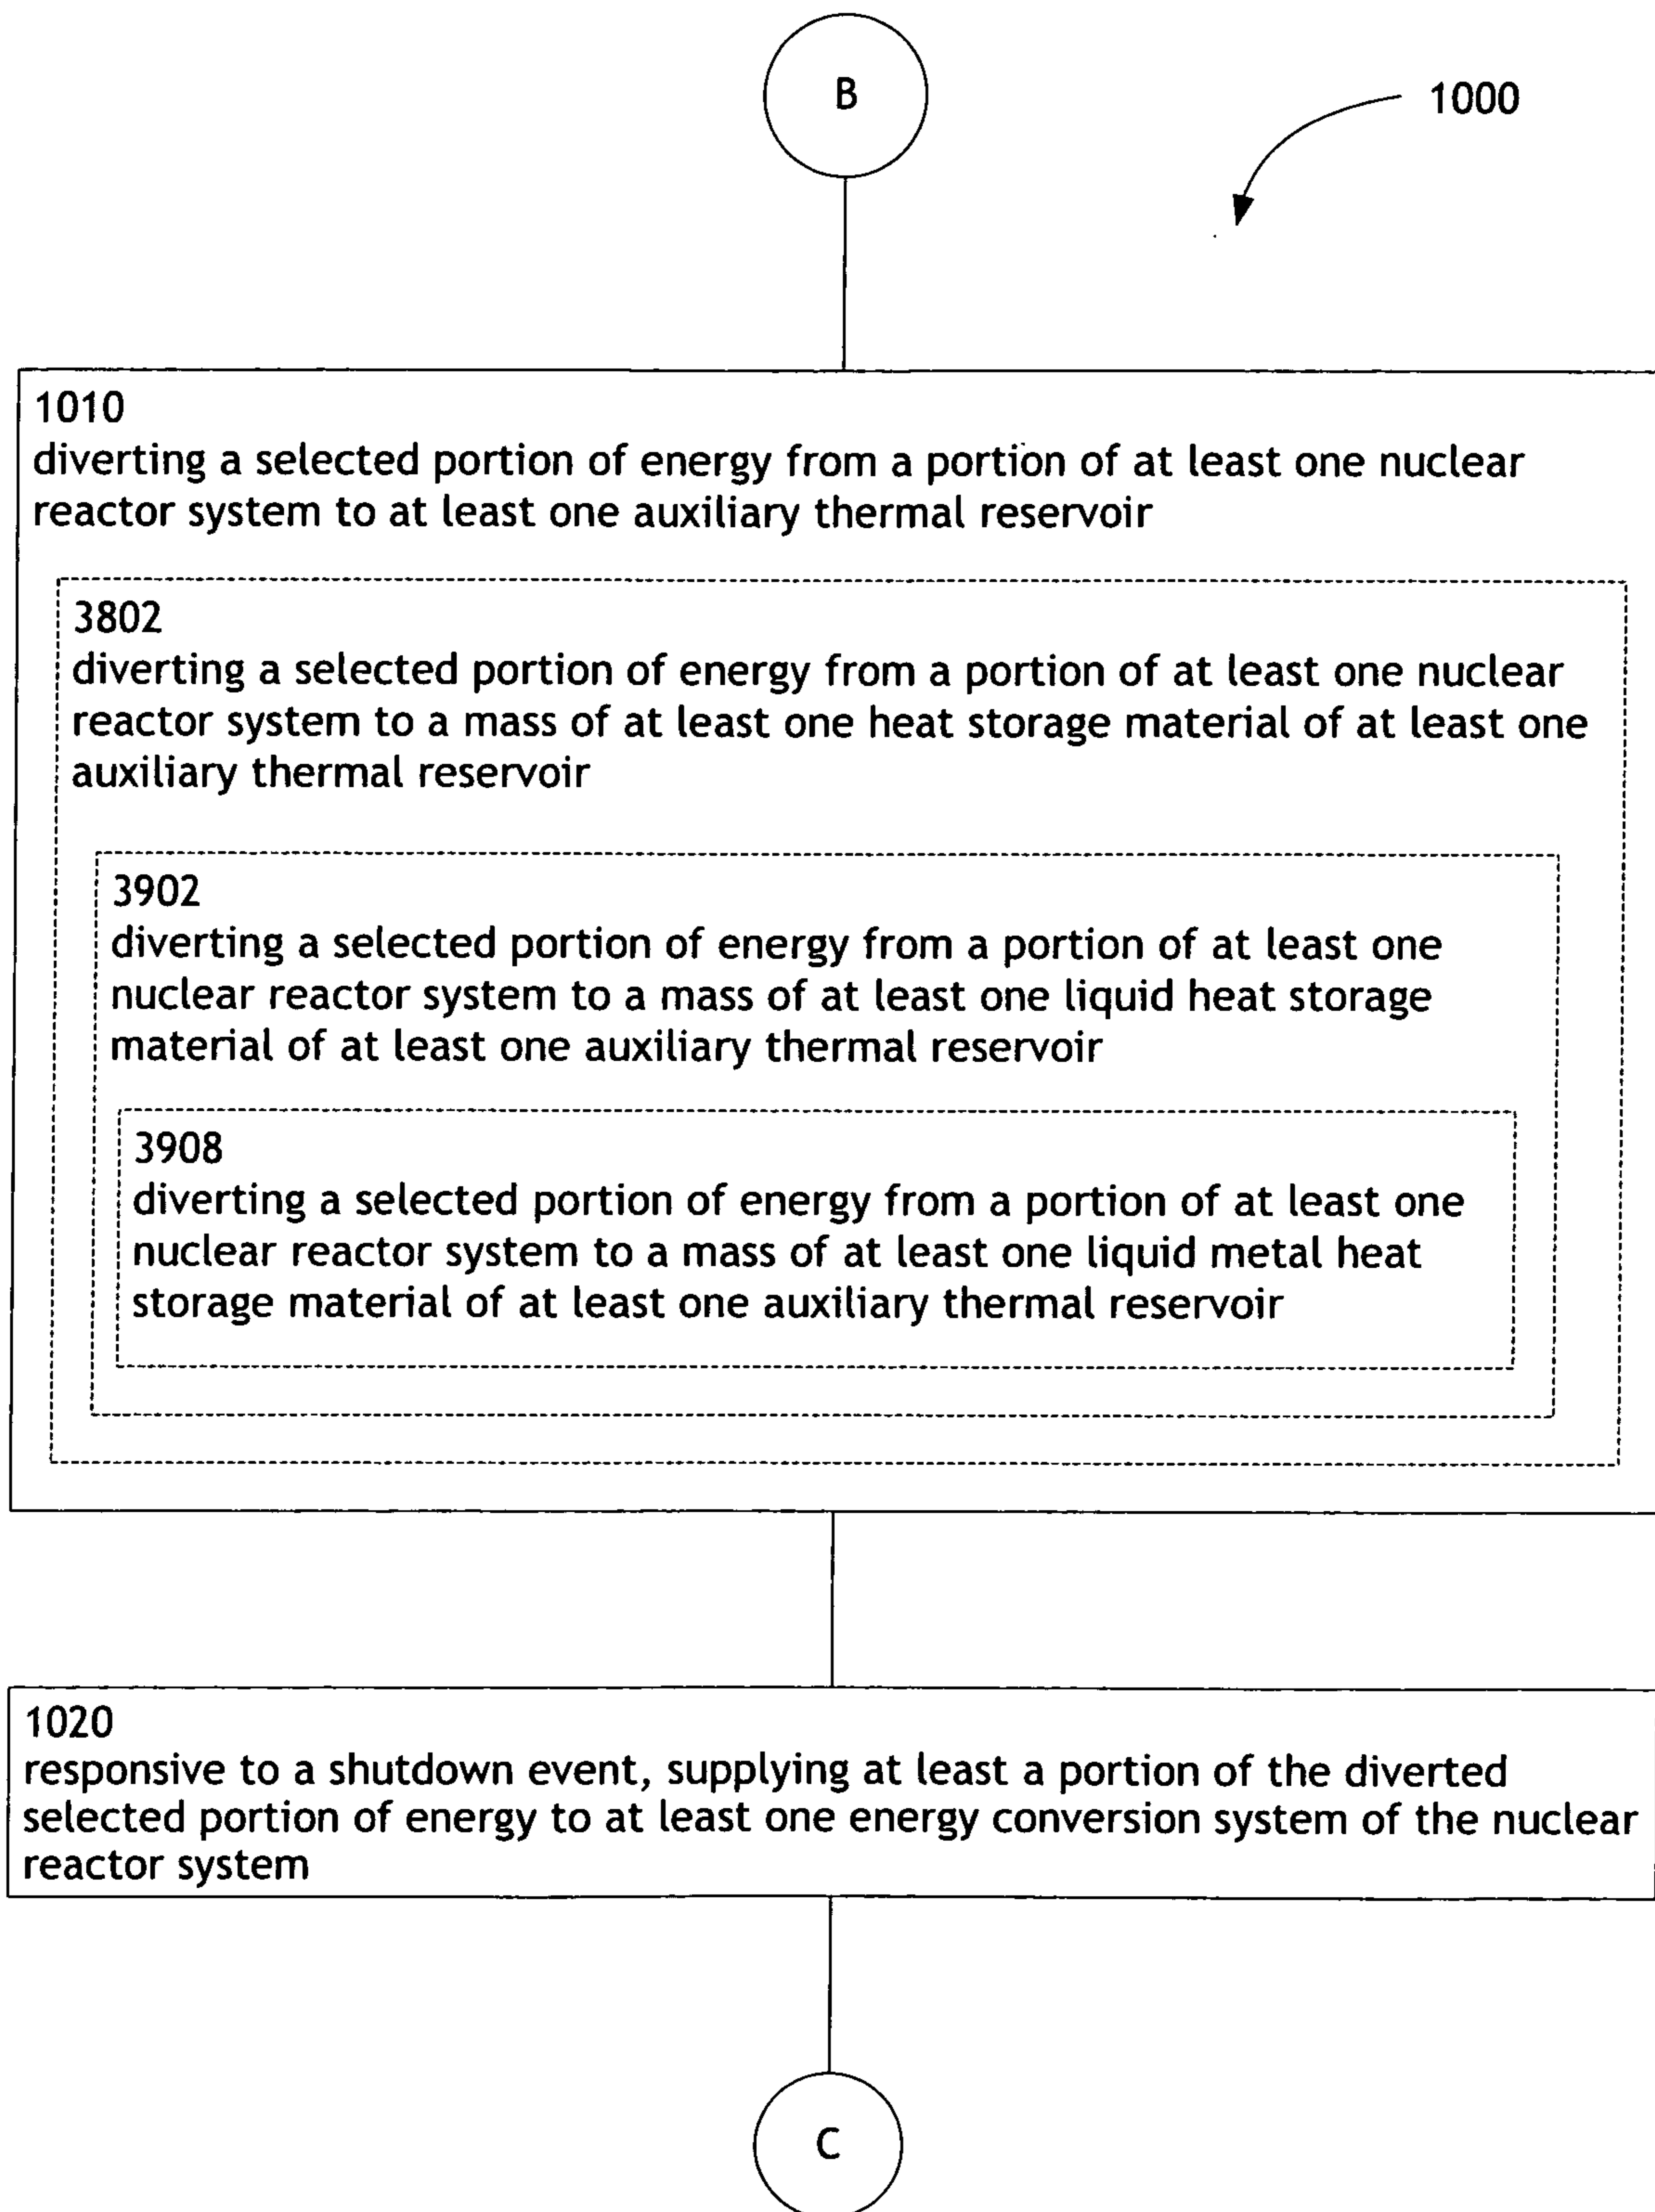 B
1000
1010
diverting a selected portion of energy from a portion of at least one nuclear
reactor system to at least one auxiliary thermal reservoir
3802
diverting a selected portion of energy from a portion of at least one nuclear
reactor system to a mass of at least one heat storage material of at least one
auxiliary thermal reservoir
3902
diverting a selected portion of energy from a portion of at least one
nuclear reactor system to a mass of at least one liquid heat storage
material of at least one auxiliary thermal reservoir
3908
diverting a selected portion of energy from a portion of at least one
nuclear reactor system to a mass of at least one liquid metal heat
storage material of at least one auxiliary thermal reservoir
1020
responsive to a shutdown event, supplying at least a portion of the diverted
selected portion of energy to at least one energy conversion system of the nuclear
reactor system
C